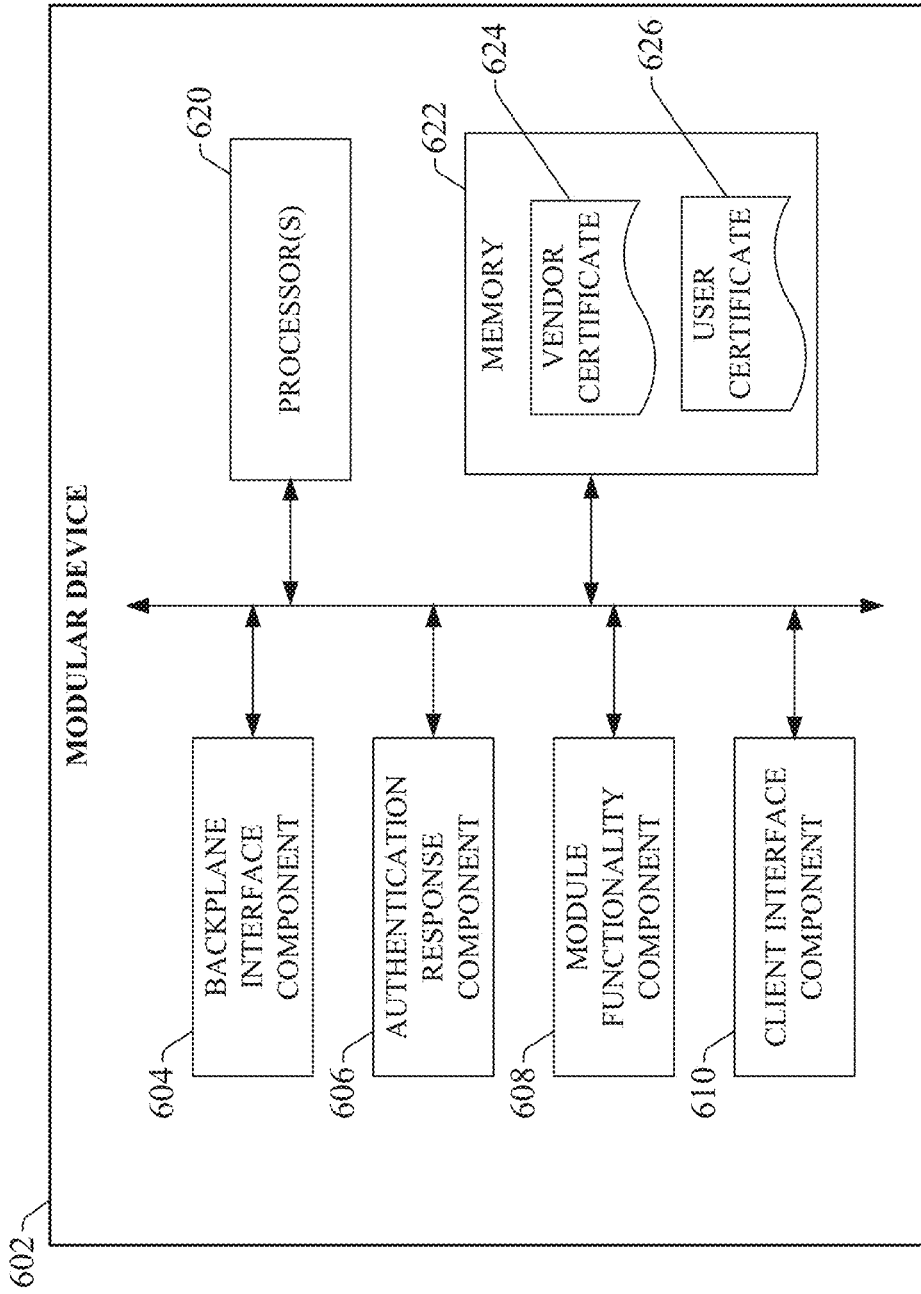 602
MODULAR DEVICE
604
BACKPLANE
INTERFACE
COMPONENT
606
AUTHENTICATION
RESPONSE
COMPONENT
608
MODULE
FUNCTIONALITY
COMPONENT
610
CLIENT INTERFACE
COMPONENT
620
PROCESSOR(S)
622
MEMORY
624
VENDOR
CERTIFICATE
626
USER
CERTIFICATE